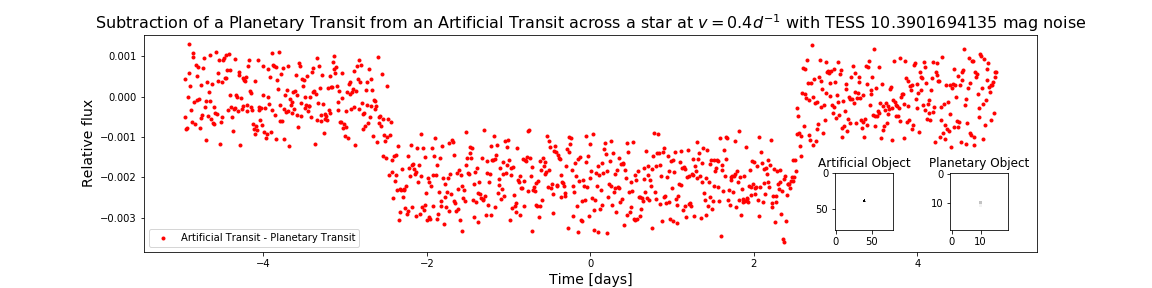 Subtraction of a Planetary Transit from an Artificial Transit across a star at v = 0.4d⁻¹ with TESS 10.3901694135 mag noise
Relative flux
0.001
0.000
−0.001
−0.002
−0.003
Artificial Transit - Planetary Transit
Artificial Object
0
50
0 50
Planetary Object
0
10
0 10
−4 −2 0 2 4
Time [days]